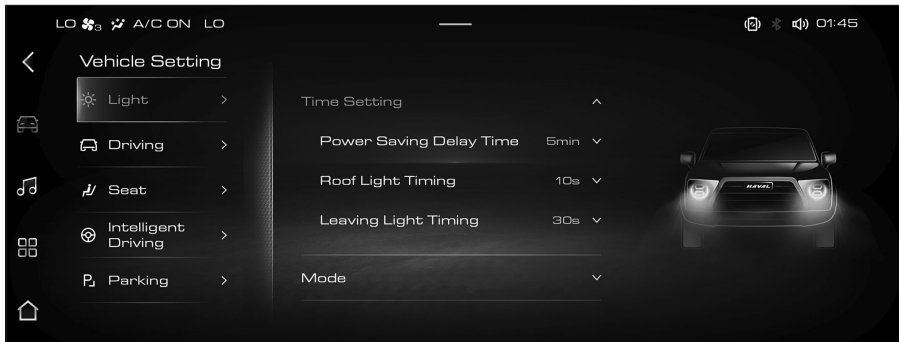 LO 3 A/C ON LO
01:45
Vehicle Setting
Light
Driving
Seat
Intelligent
Driving
Parking
Time Setting
Power Saving Delay Time 5min
Roof Light Timing 10s
Leaving Light Timing 30s
Mode
HAVAL